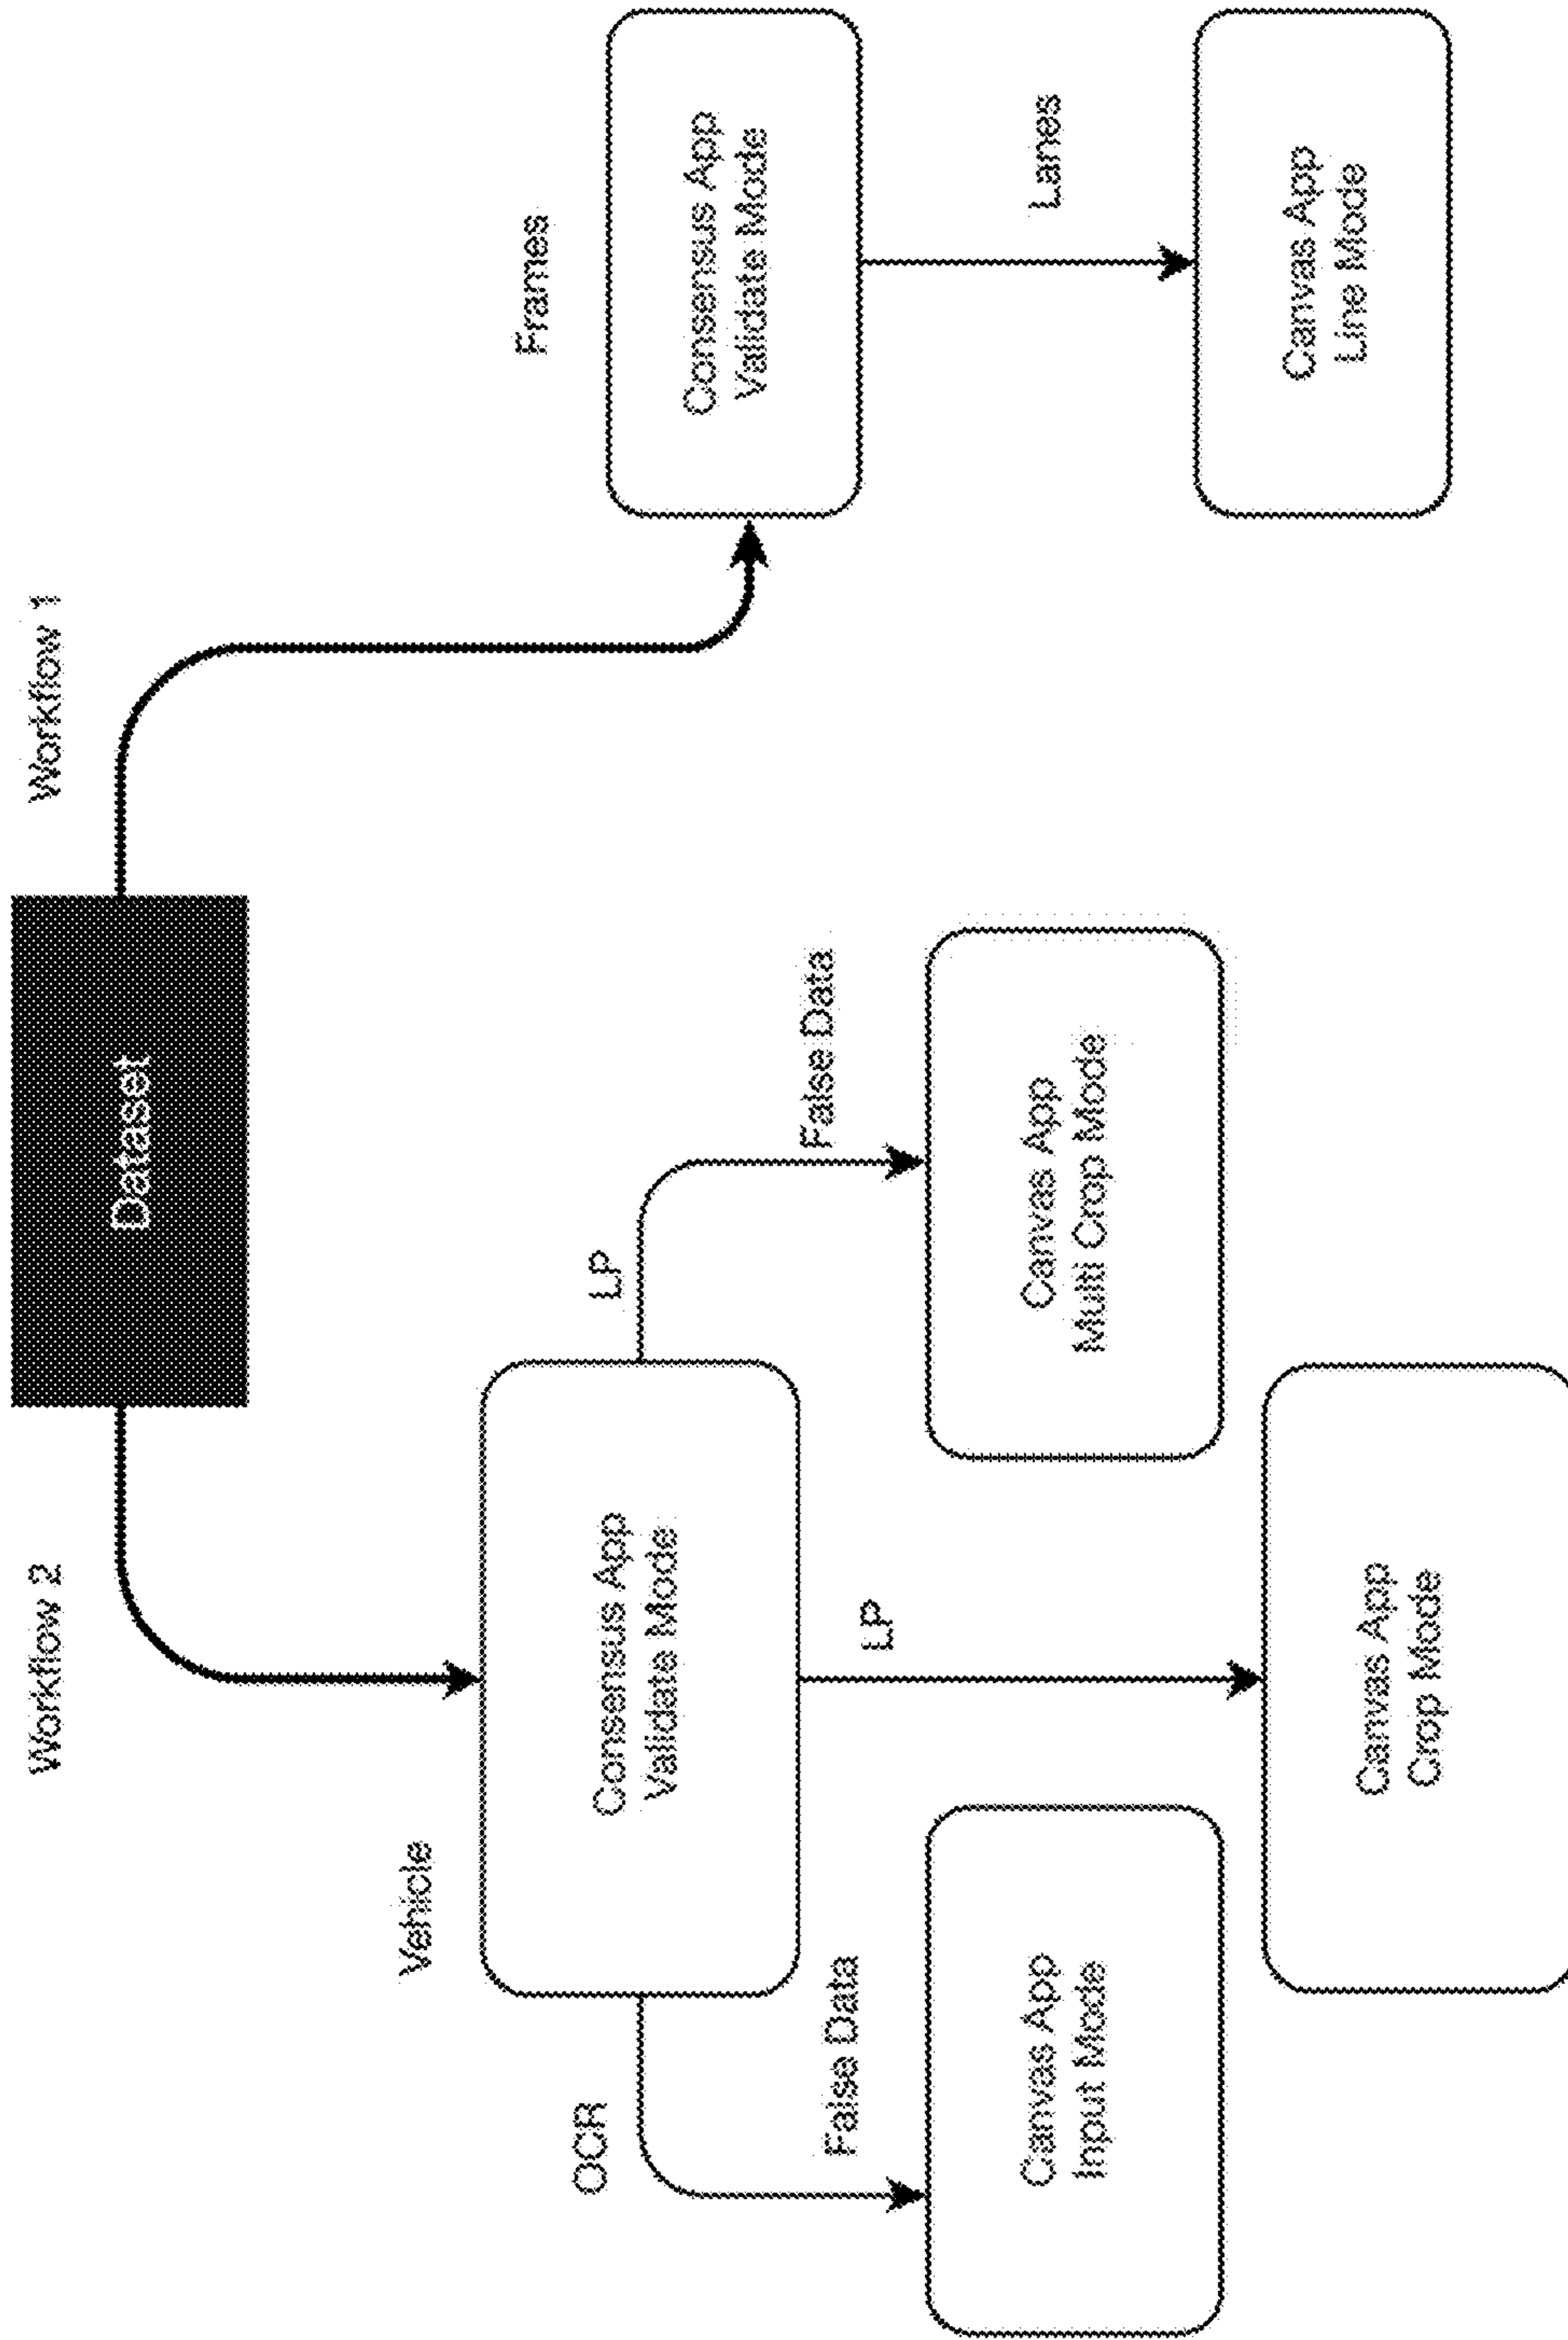 Workflow 2
Workflow 1
Dataset
Vehicle
Consensus App
Validate Mode
OCR
False Data
LP
False Data
LP
Canvas App
Input Mode
Canvas App
Multi Crop Mode
Canvas App
Crop Mode
Frames
Consensus App
Validate Mode
Lanes
Canvas App
Line Mode